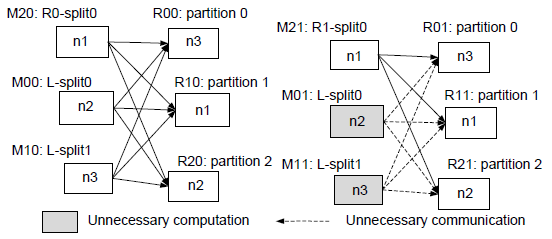 M20: R0-split0
R00: partition 0
n1
n3
M00: L-split0
R10: partition 1
n2
n1
M10: L-split1
R20: partition 2
n3
n2
M21: R1-split0
R01: partition 0
n1
n3
M01: L-split0
R11: partition 1
n2
n1
M11: L-split1
R21: partition 2
n3
n2
Unnecessary computation
Unnecessary communication